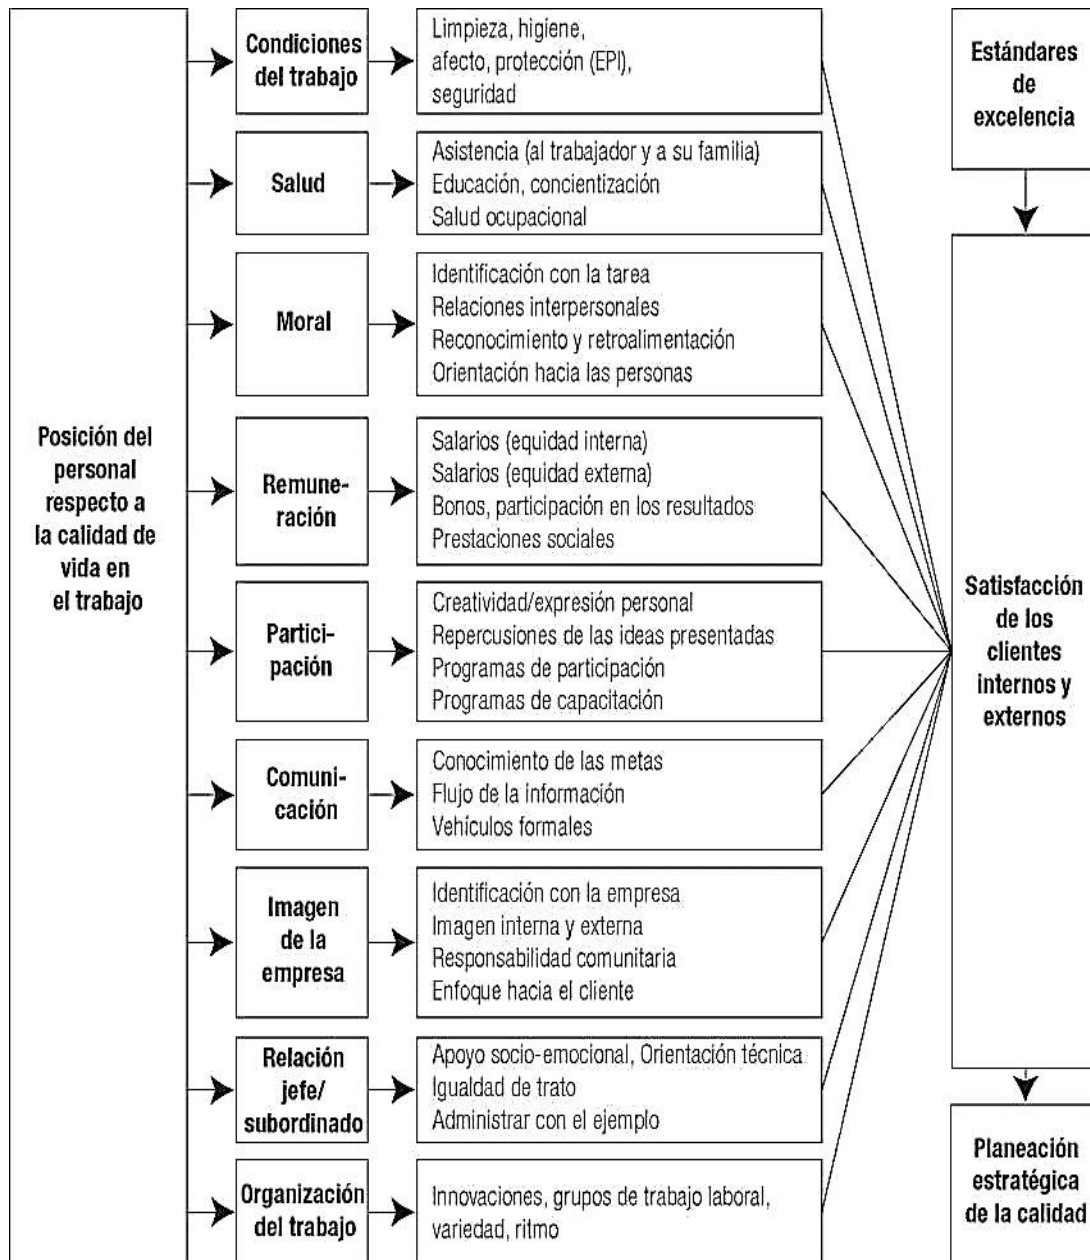 Posición del
personal
respecto a
la calidad de
vida en
el trabajo
Condiciones
del trabajo
Limpieza, higiene,
afecto, protección (EPI),
seguridad
Salud
Asistencia (al trabajador y a su familia)
Educación, concientización
Salud ocupacional
Moral
Identificación con la tarea
Relaciones interpersonales
Reconocimiento y retroalimentación
Orientación hacia las personas
Remune-
ración
Salarios (equidad interna)
Salarios (equidad externa)
Bonos, participación en los resultados
Prestaciones sociales
Partici-
pación
Creatividad/expresión personal
Repercusiones de las ideas presentadas
Programas de participación
Programas de capacitación
Comuni-
cación
Conocimiento de las metas
Flujo de la información
Vehículos formales
Imagen
de la
empresa
Identificación con la empresa
Imagen interna y externa
Responsabilidad comunitaria
Enfoque hacia el cliente
Relación
jefe/
subordinado
Apoyo socio-emocional, Orientación técnica
Igualdad de trato
Administrar con el ejemplo
Organización
del trabajo
Innovaciones, grupos de trabajo laboral,
variedad, ritmo
Estándares
de
excelencia
Satisfacción
de los
clientes
internos y
externos
Planeación
estratégica
de la calidad